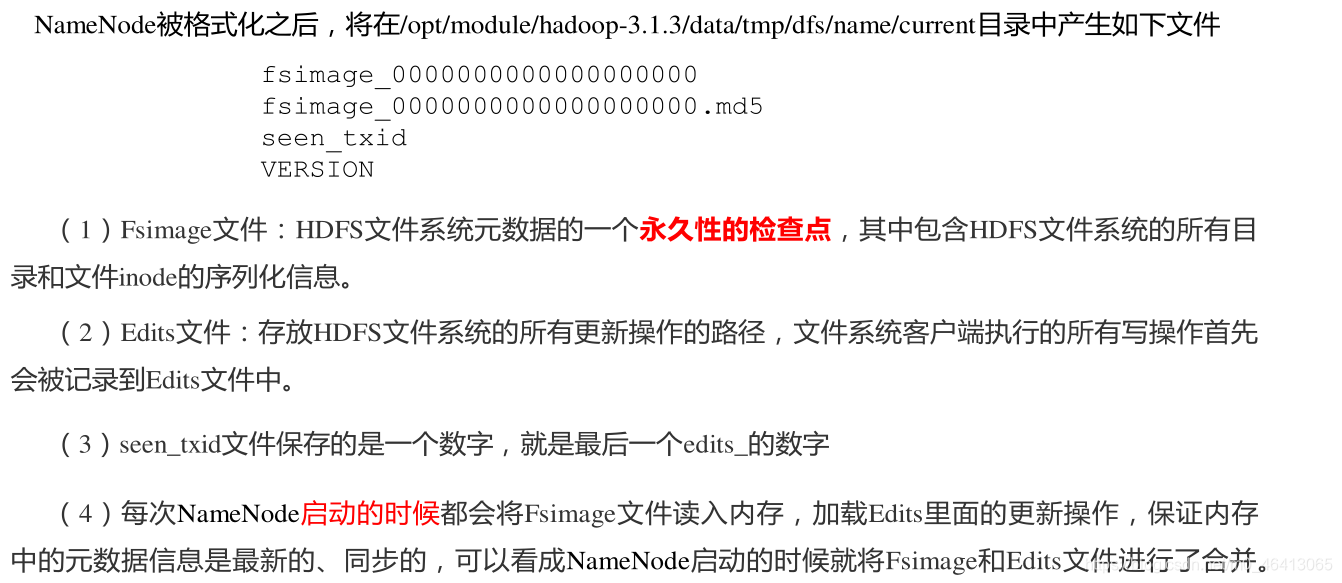 NameNode被格式化之后，将在/opt/module/hadoop-3.1.3/data/tmp/dfs/name/current目录中产生如下文件
fsimage_0000000000000000000
fsimage_0000000000000000000.md5
seen_txid
VERSION
（1）Fsimage文件：HDFS文件系统元数据的一个永久性的检查点，其中包含HDFS文件系统的所有目
录和文件inode的序列化信息。
（2）Edits文件：存放HDFS文件系统的所有更新操作的路径，文件系统客户端执行的所有写操作首先
会被记录到Edits文件中。
（3）seen_txid文件保存的是一个数字，就是最后一个edits_的数字
（4）每次NameNode启动的时候都会将Fsimage文件读入内存，加载Edits里面的更新操作，保证内存
中的元数据信息是最新的、同步的，可以看成NameNode启动的时候就将Fsimage和Edits文件进行了合并。